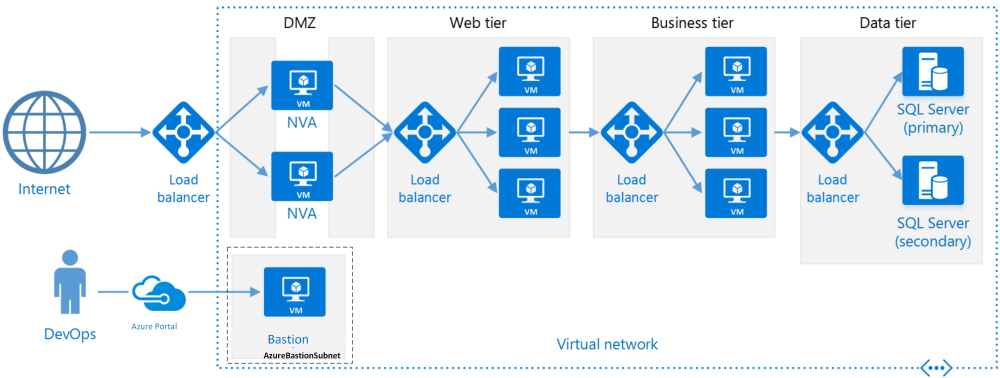 DMZ
Web tier
Business tier
Data tier
VM
NVA
VM
NVA
VM
VM
VM
VM
VM
VM
SQL Server
(primary)
SQL Server
(secondary)
Internet
Load
balancer
Load
balancer
Load
balancer
Load
balancer
DevOps
Azure Portal
VM
Bastion
AzureBastionSubnet
Virtual network